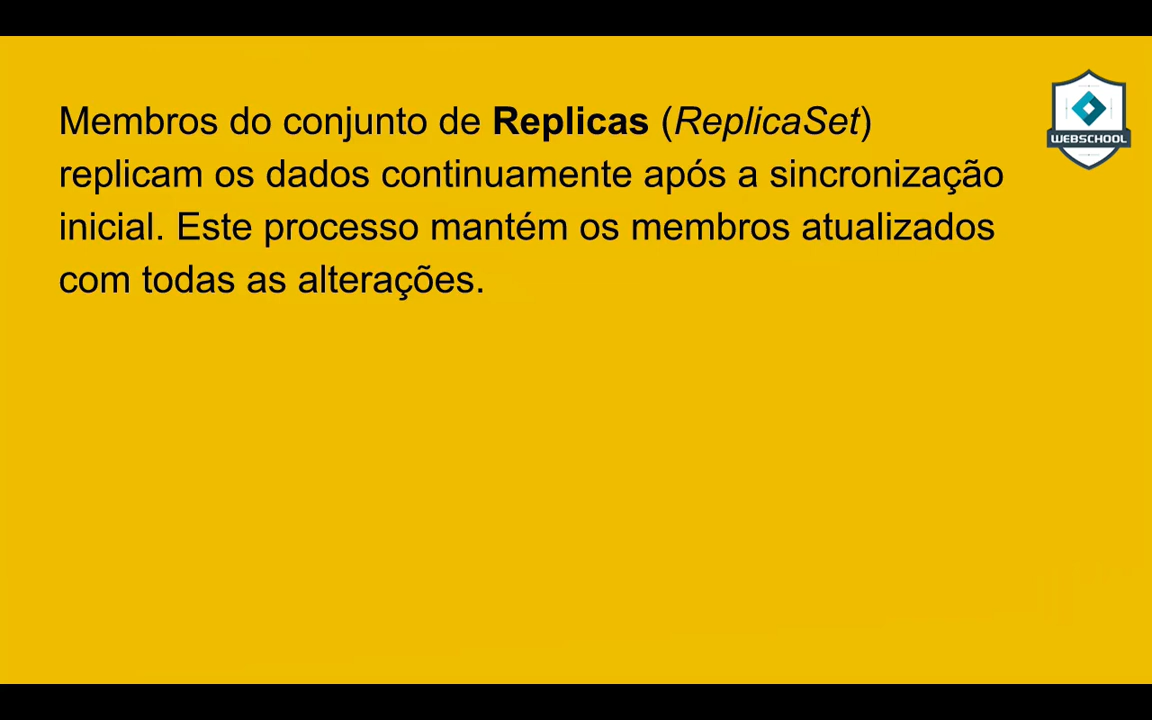 Membros do conjunto de Replicas (ReplicaSet)
replicam os dados continuamente após a sincronização
inicial. Este processo mantém os membros atualizados
com todas as alterações.
WEBSCHOOL